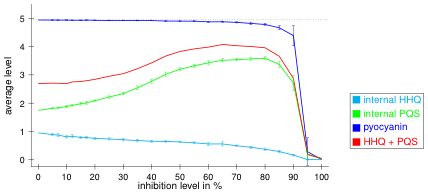 5
4
3
2
1
0
average level
0 10 20 30 40 50 60 70 80 90 100
inhibition level in %
internal HHQ
internal PQS
pyocyanin
HHQ + PQS